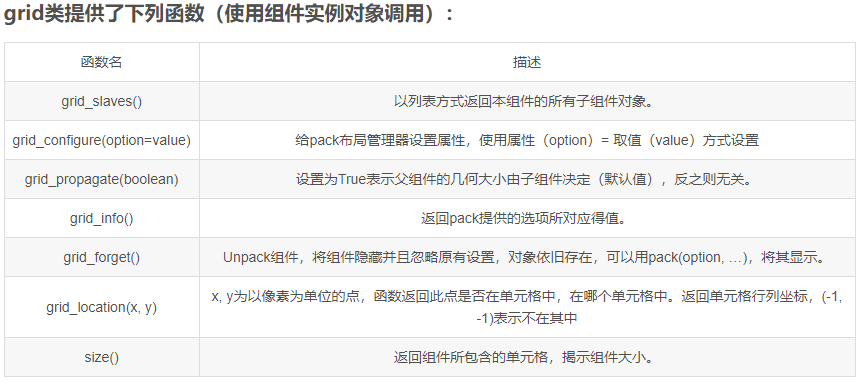 grid类提供了下列函数（使用组件实例对象调用）：
函数名 描述
grid_slaves() 以列表方式返回本组件的所有子组件对象。
grid_configure(option=value) 给pack布局管理器设置属性，使用属性（option）= 取值（value）方式设置
grid_propagate(boolean) 设置为True表示父组件的几何大小由子组件决定（默认值），反之则无关。
grid_info() 返回pack提供的选项所对应得值。
grid_forget() Unpack组件，将组件隐藏并且忽略原有设置，对象依旧存在，可以用pack(option, …)，将其显示。
grid_location(x, y) x, y为以像素为单位的点，函数返回此点是否在单元格中，在哪个单元格中。返回单元格行列坐标，(-1,
-1)表示不在其中
size() 返回组件所包含的单元格，揭示组件大小。